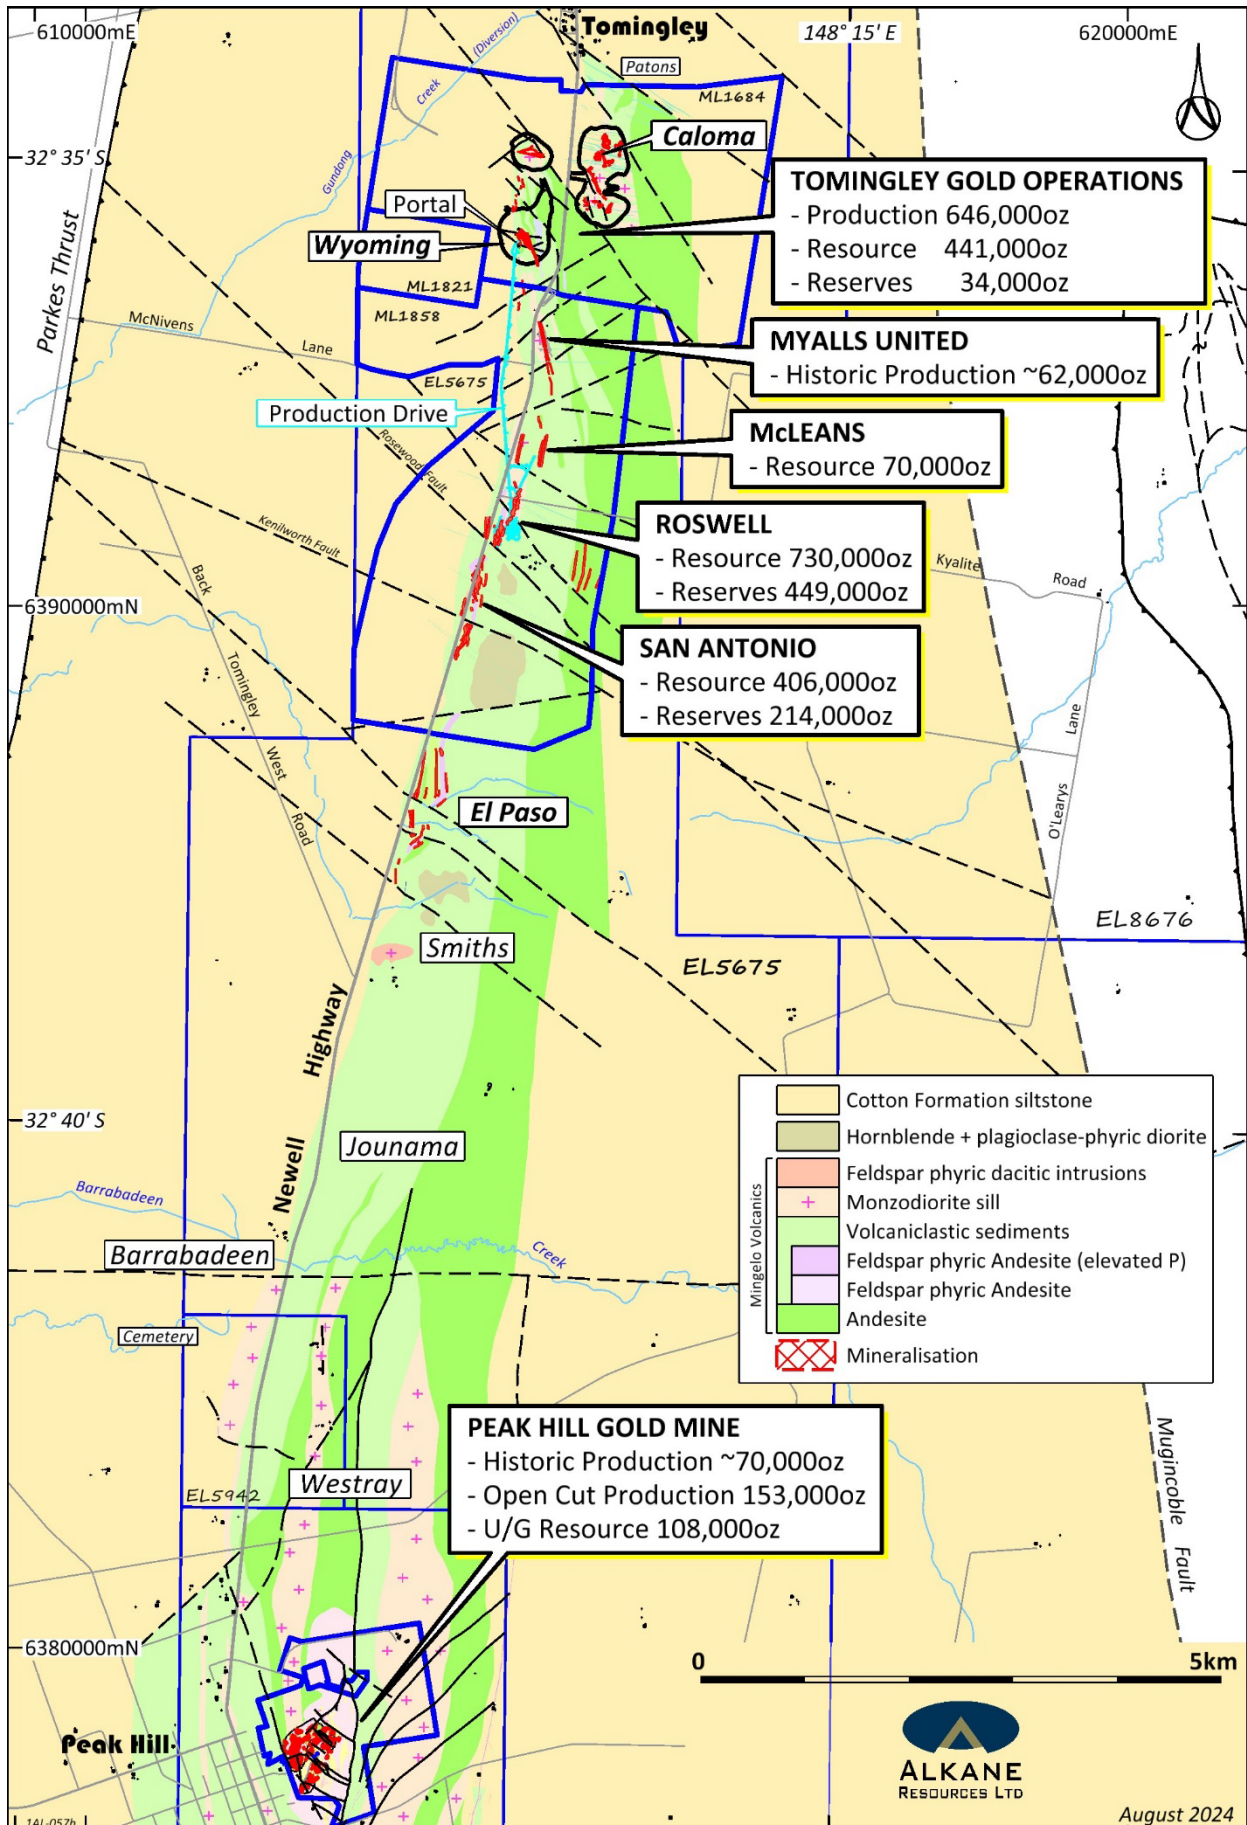 610000mE
Tomingley
148° 15' E
620000mE
Patons
(Diversion)
Creek
Gundong
ML1684
Caloma
32° 35' S
TOMINGLEY GOLD OPERATIONS
- Production 646,000oz
- Resource 441,000oz
- Reserves 34,000oz
Portal
Wyoming
Parkes Thrust
ML1821
ML1858
McNivens
Lane
MYALLS UNITED
- Historic Production ~62,000oz
EL5675
Production Drive
McLEANS
- Resource 70,000oz
Rosewood Fault
Kenilworth Fault
ROSWELL
- Resource 730,000oz
- Reserves 449,000oz
Kyalite
Road
Back
6390000mN
SAN ANTONIO
- Resource 406,000oz
- Reserves 214,000oz
Tomingley
West
Road
Lane
O'Learys
El Paso
EL8676
Smiths
EL5675
Highway
Newell
32° 40' S
Jounama
Cotton Formation siltstone
Hornblende + plagioclase-phyric diorite
Mingelo Volcanics
Feldspar phyric dacitic intrusions
Monzodiorite sill
Volcaniclastic sediments
Feldspar phyric Andesite (elevated P)
Feldspar phyric Andesite
Andesite
Mineralisation
Barrabadeen
Barrabadeen
Creek
Cemetery
PEAK HILL GOLD MINE
- Historic Production ~70,000oz
- Open Cut Production 153,000oz
- U/G Resource 108,000oz
Westray
EL5942
Mugincoble
Fault
6380000mN
0
5km
Peak Hill
ALKANE
RESOURCES LTD
1AL-057h
August 2024